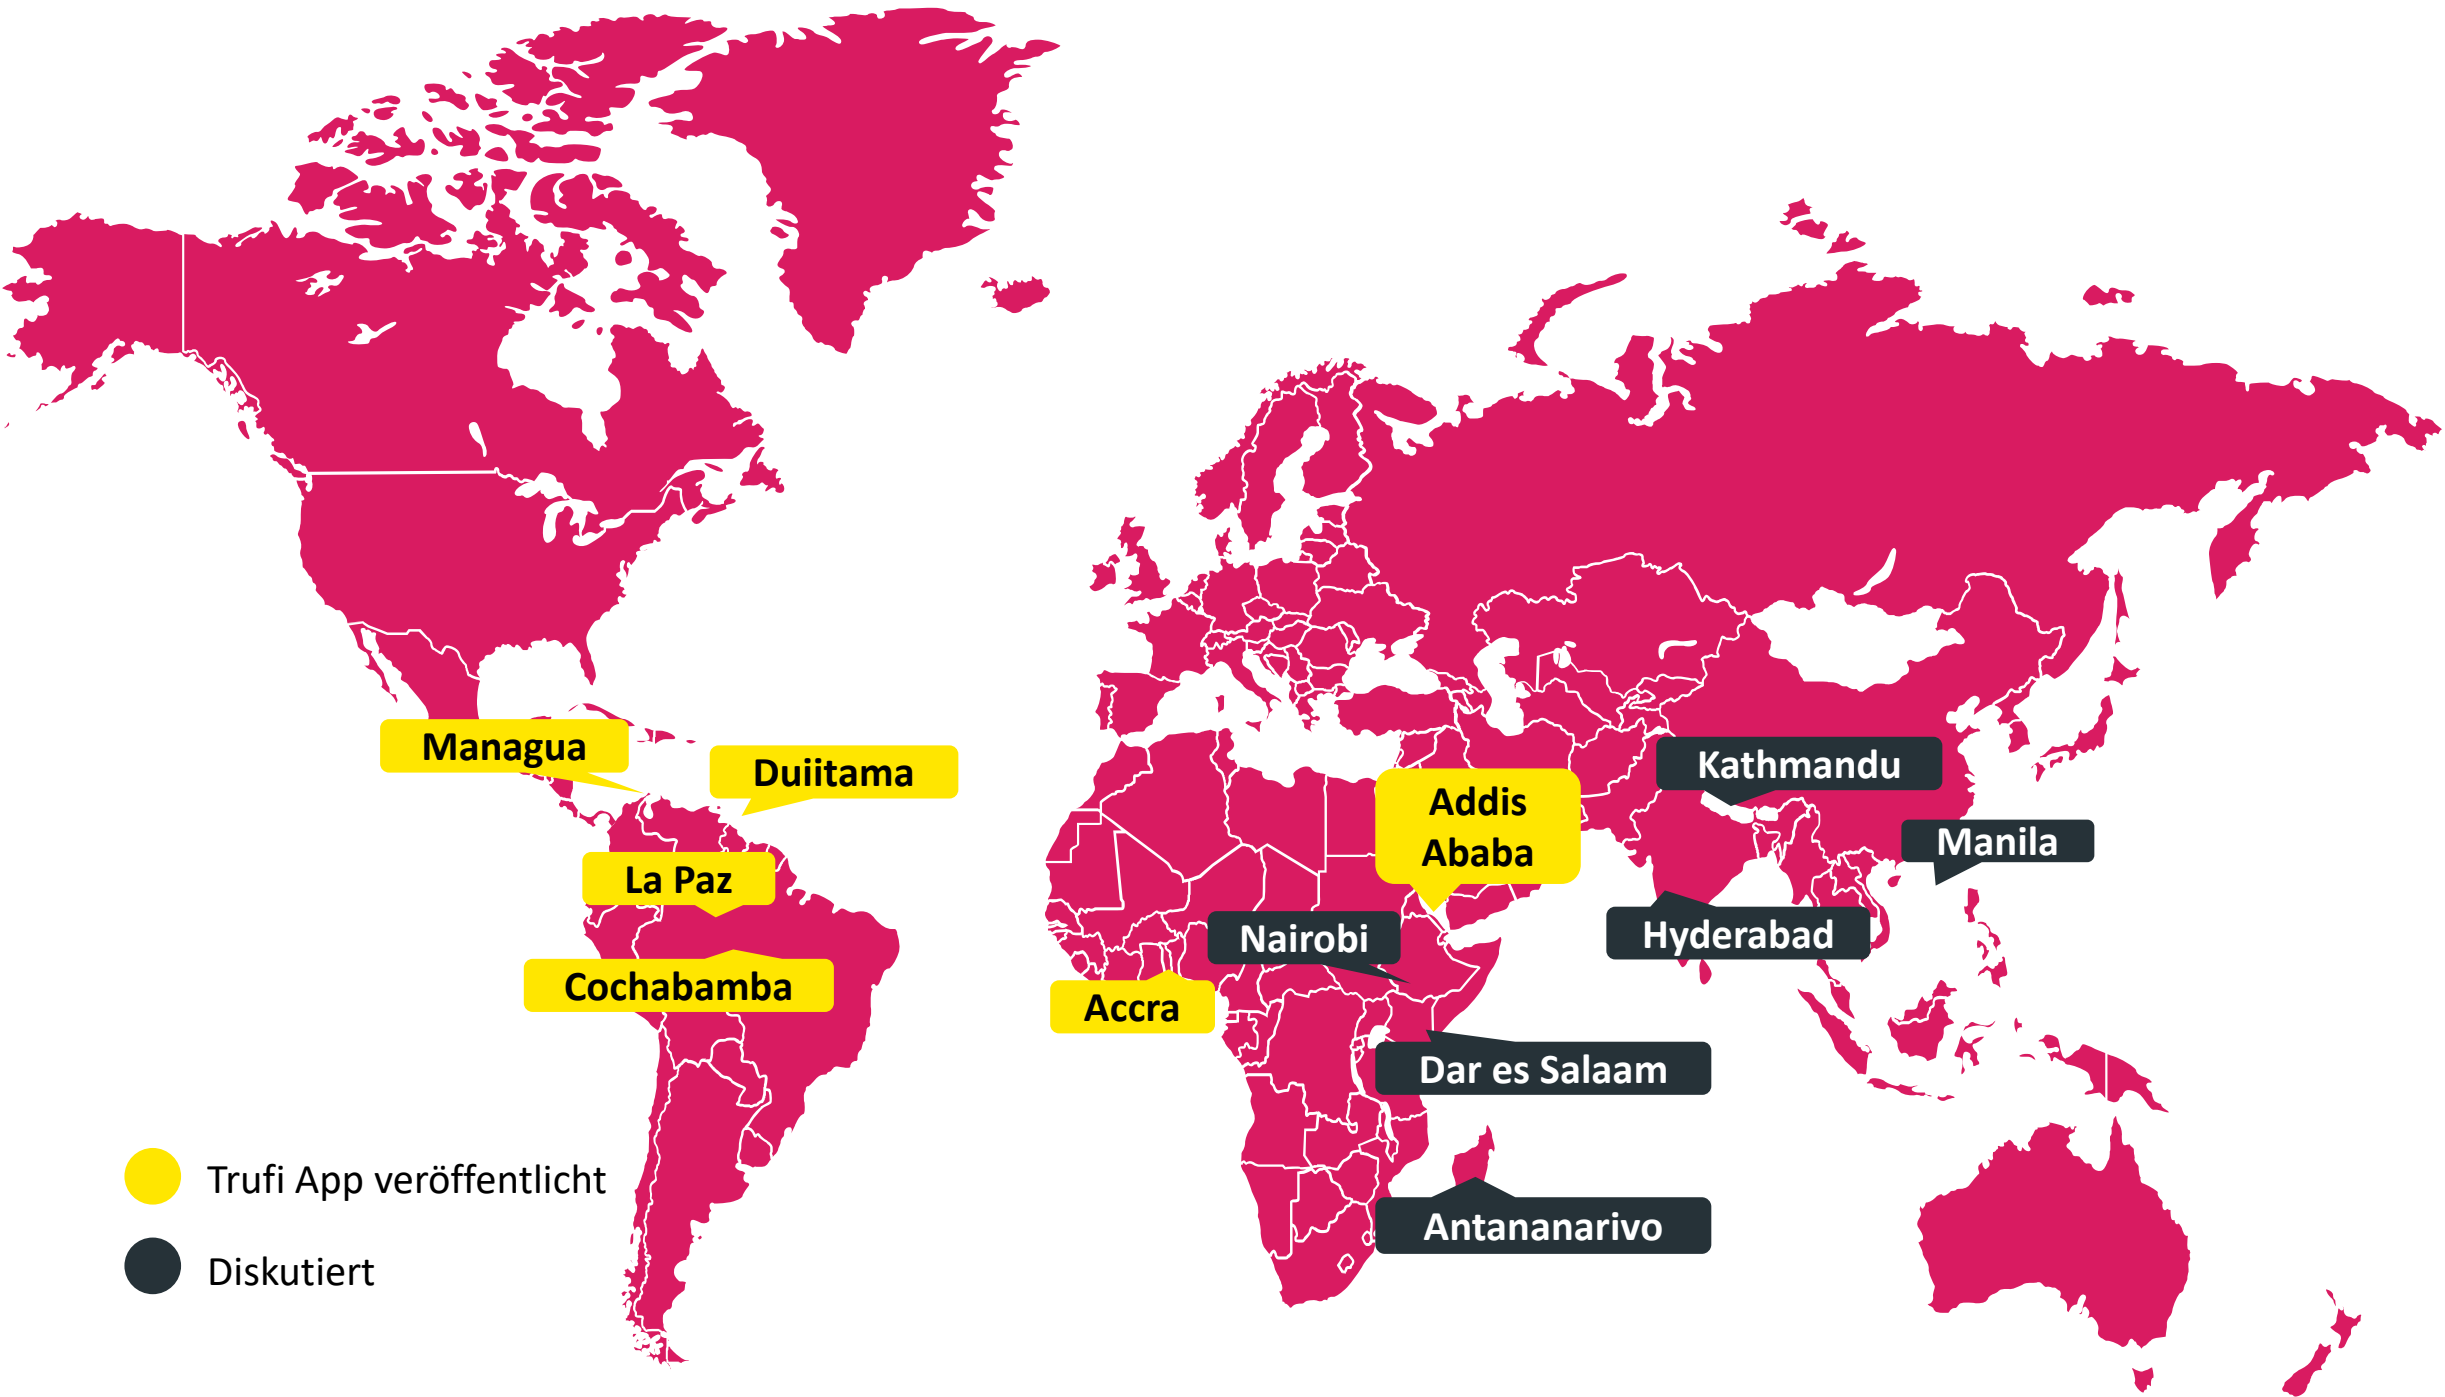 Managua
Duiitama
Kathmandu
Addis
Ababa
Manila
La Paz
Nairobi
Hyderabad
Cochabamba
Accra
Dar es Salaam
Trufi App veröffentlicht
Antananarivo
Diskutiert